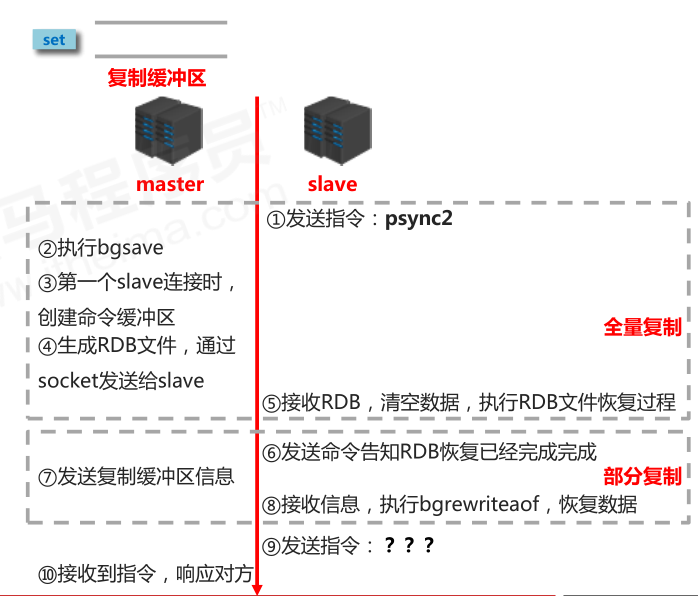 set
复制缓冲区
master
slave
①发送指令：psync2
②执行bgsave
③第一个slave连接时，
创建命令缓冲区
④生成RDB文件，通过
socket发送给slave
全量复制
⑤接收RDB，清空数据，执行RDB文件恢复过程
⑥发送命令告知RDB恢复已经完成完成
⑦发送复制缓冲区信息
部分复制
⑧接收信息，执行bgrewriteaof，恢复数据
⑨发送指令：？？？
⑩接收到指令，响应对方